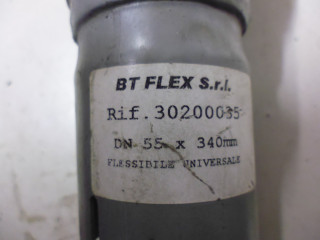 BT FLEX S.r.l.
Rif. 30200035
DN 55 x 340mm
FLESSIBILE UNIVERSALE